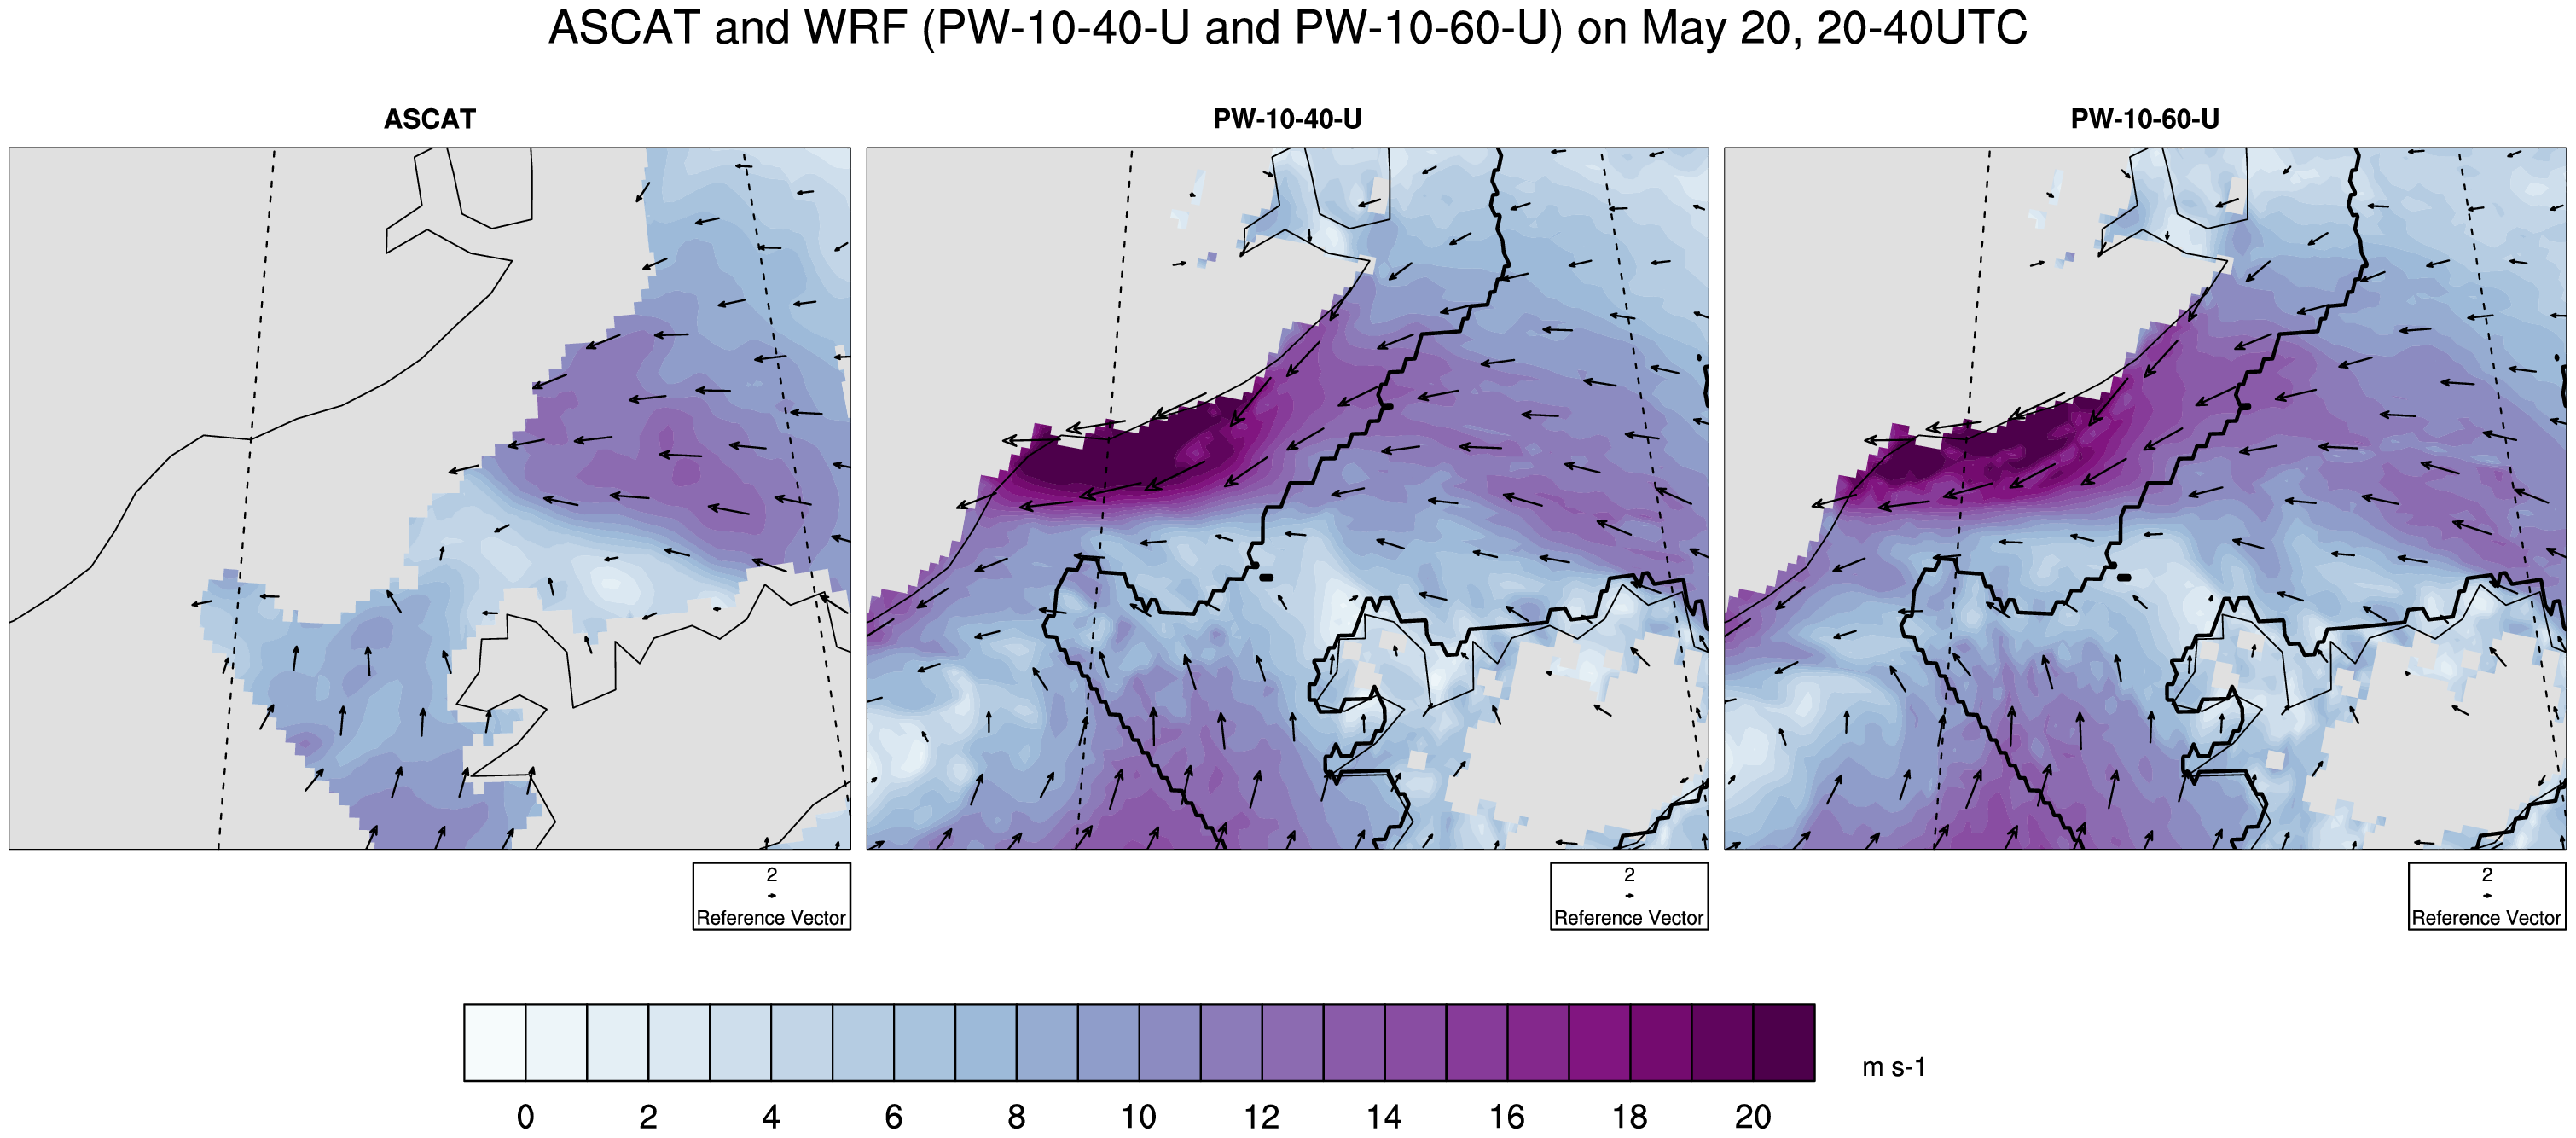 ASCAT and WRF (PW-10-40-U and PW-10-60-U) on May 20, 20-40UTC
ASCAT
PW-10-40-U
PW-10-60-U
2
Reference Vector
2
Reference Vector
2
Reference Vector
m s-1
0 2 4 6 8 10 12 14 16 18 20